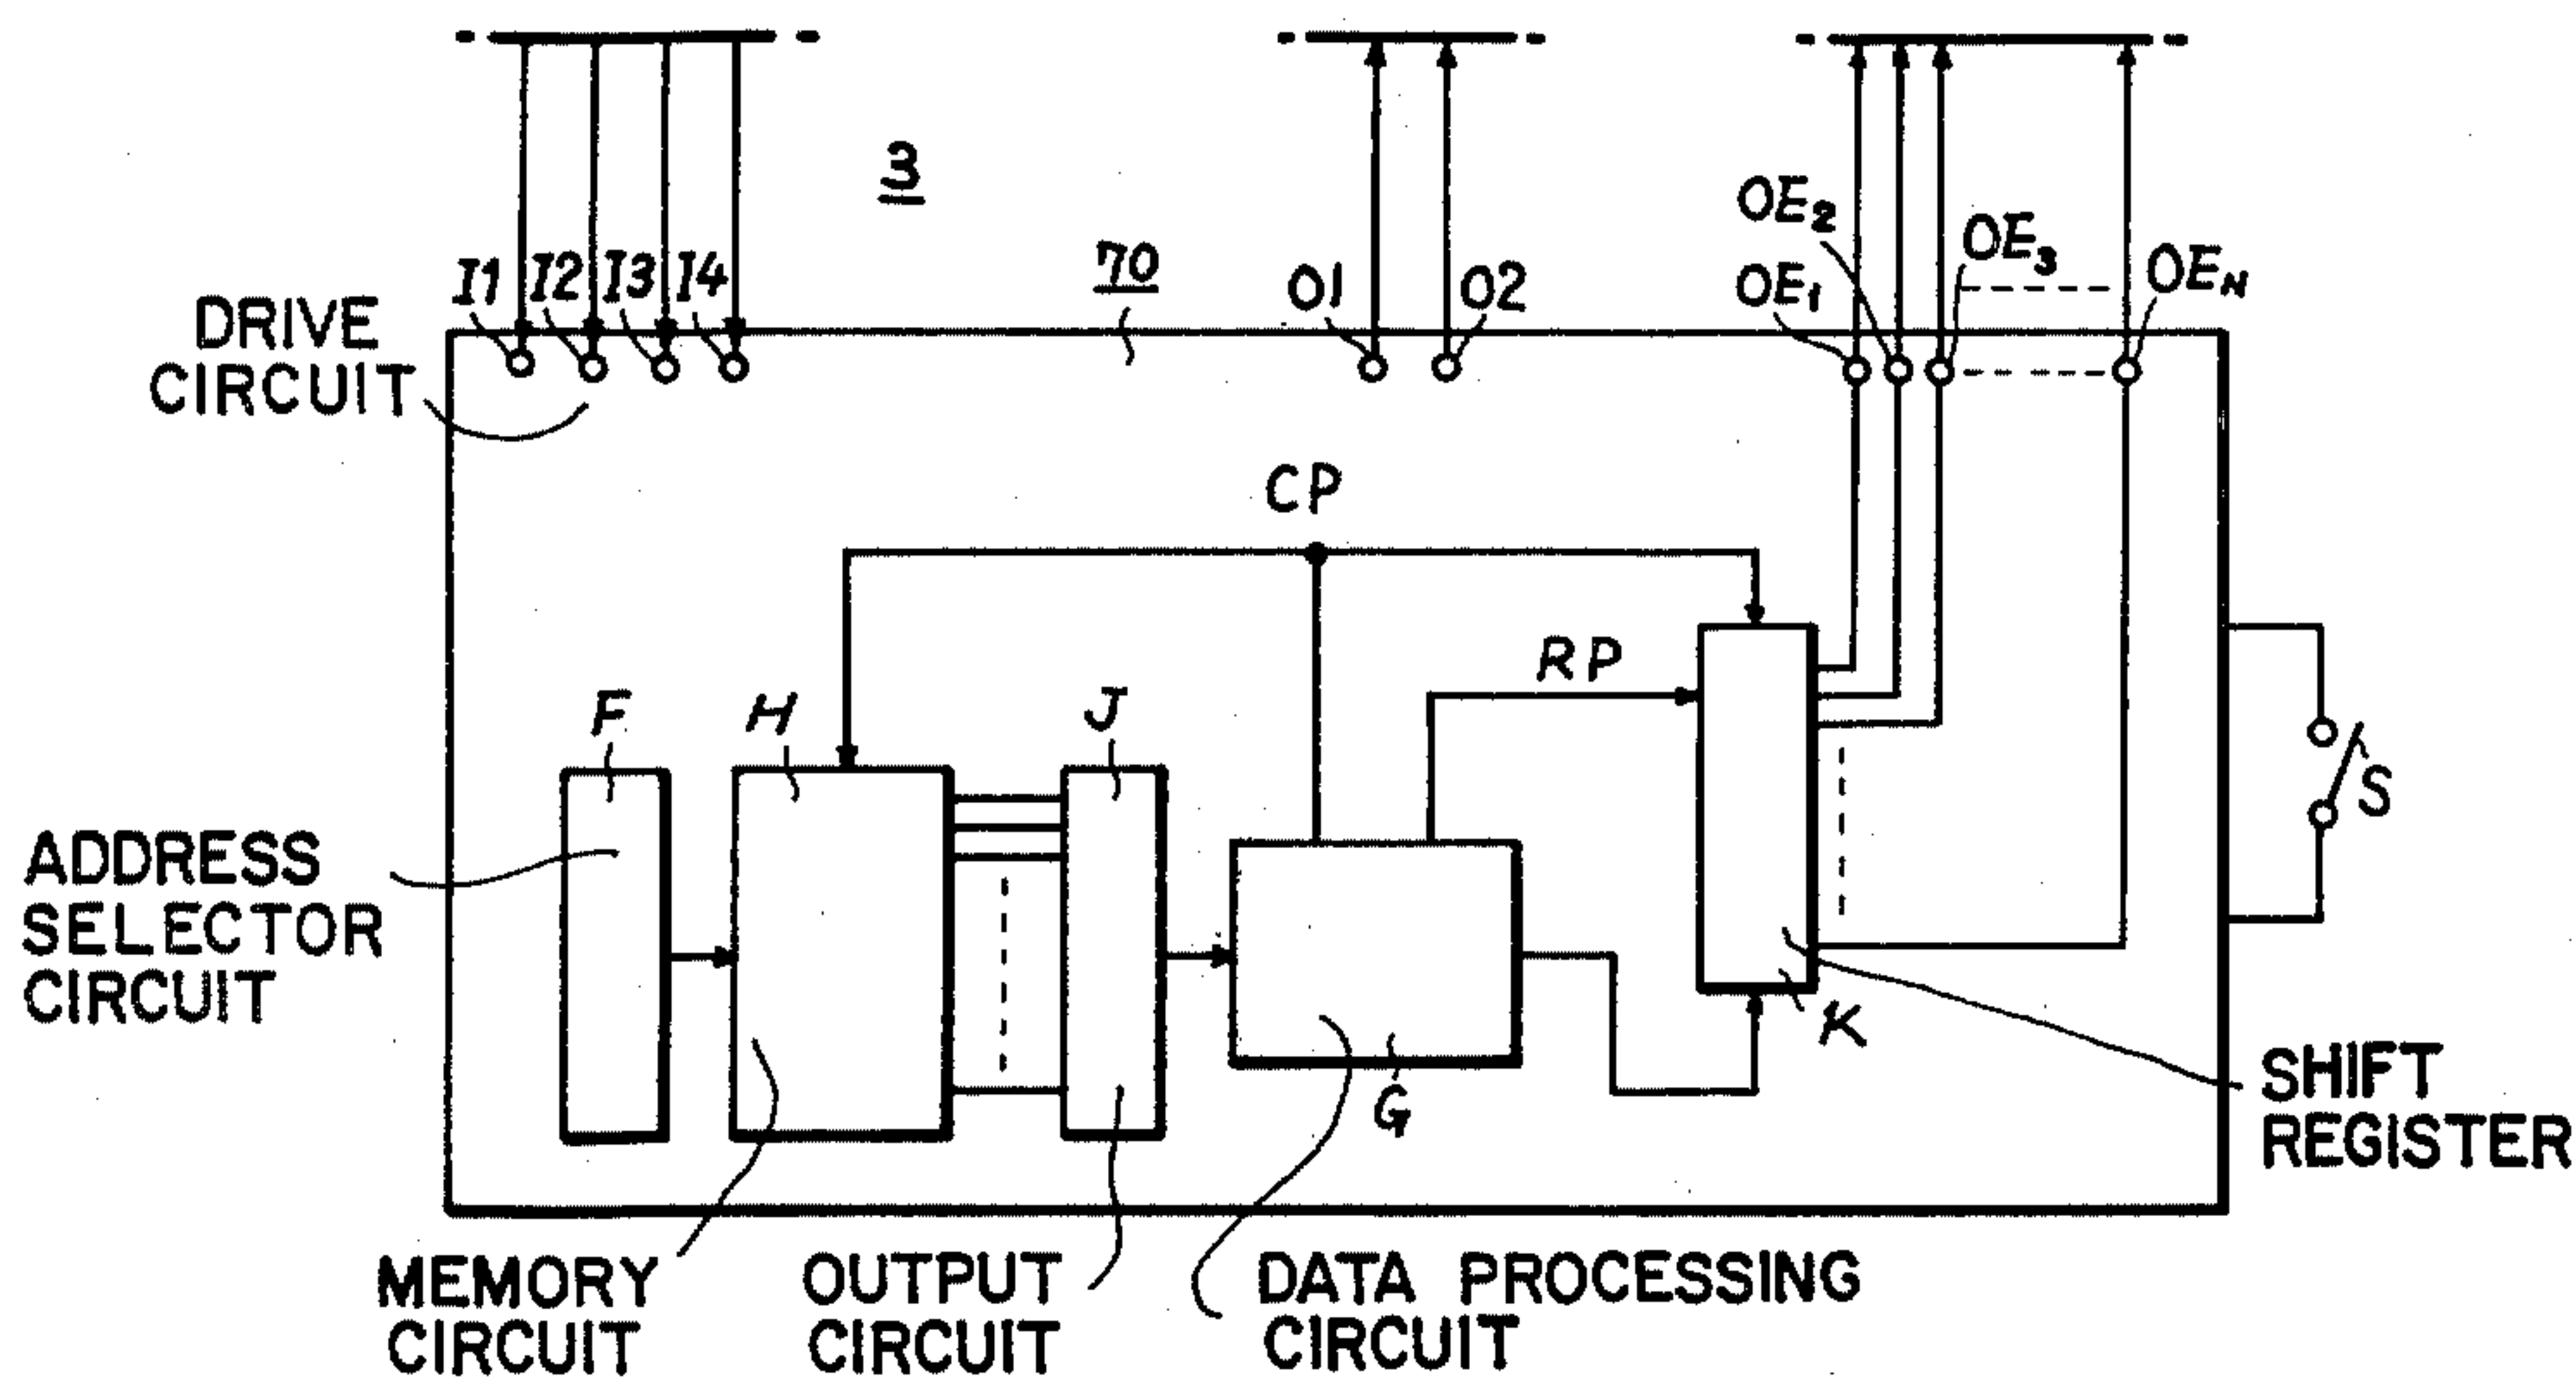 3
70
I1 I2 I3 I4
O1 O2
OE2
OE1
OE3
OEN
DRIVE
CIRCUIT
CP
RP
F
H
J
S
ADDRESS
SELECTOR
CIRCUIT
K
G
SHIFT
REGISTER
MEMORY
CIRCUIT
OUTPUT
CIRCUIT
DATA PROCESSING
CIRCUIT